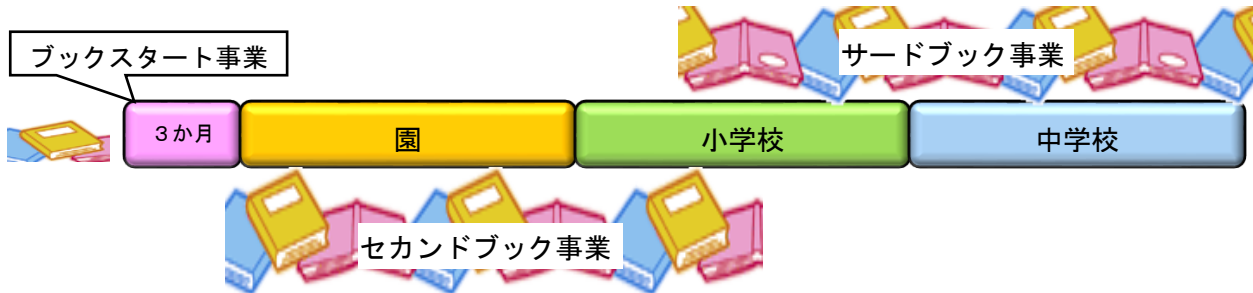 サードブック事業
ブックスタート事業
３か月
園
小学校
中学校
セカンドブック事業